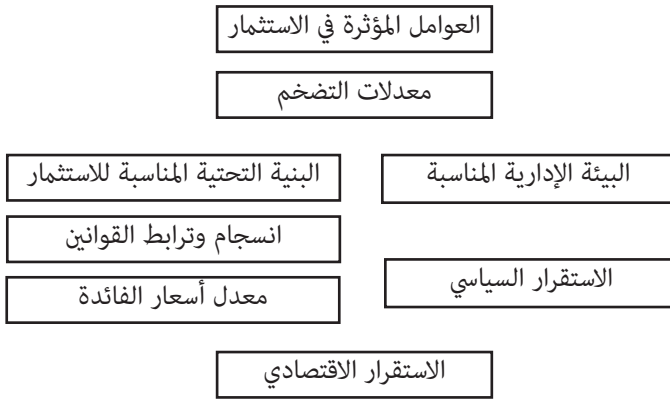 العوامل المؤثرة في الاستثمار
معدلات التضخم
البيئة الإدارية المناسبة
البنية التحتية المناسبة للاستثمار
انسجام وترابط القوانين
الاستقرار السياسي
معدل أسعار الفائدة
الاستقرار الاقتصادي